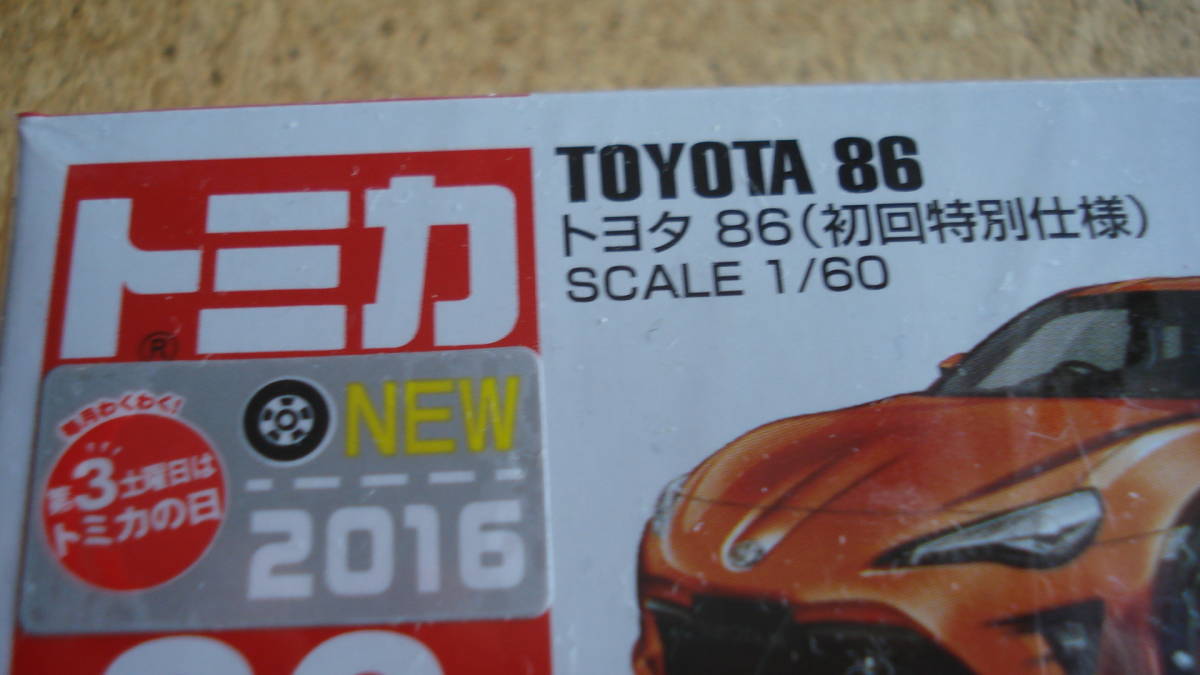 トミカ
®
TOYOTA 86
トヨタ 86(初回特別仕様)
SCALE 1/60
毎月わくわく!
第3土曜日は
トミカの日
NEW
2016